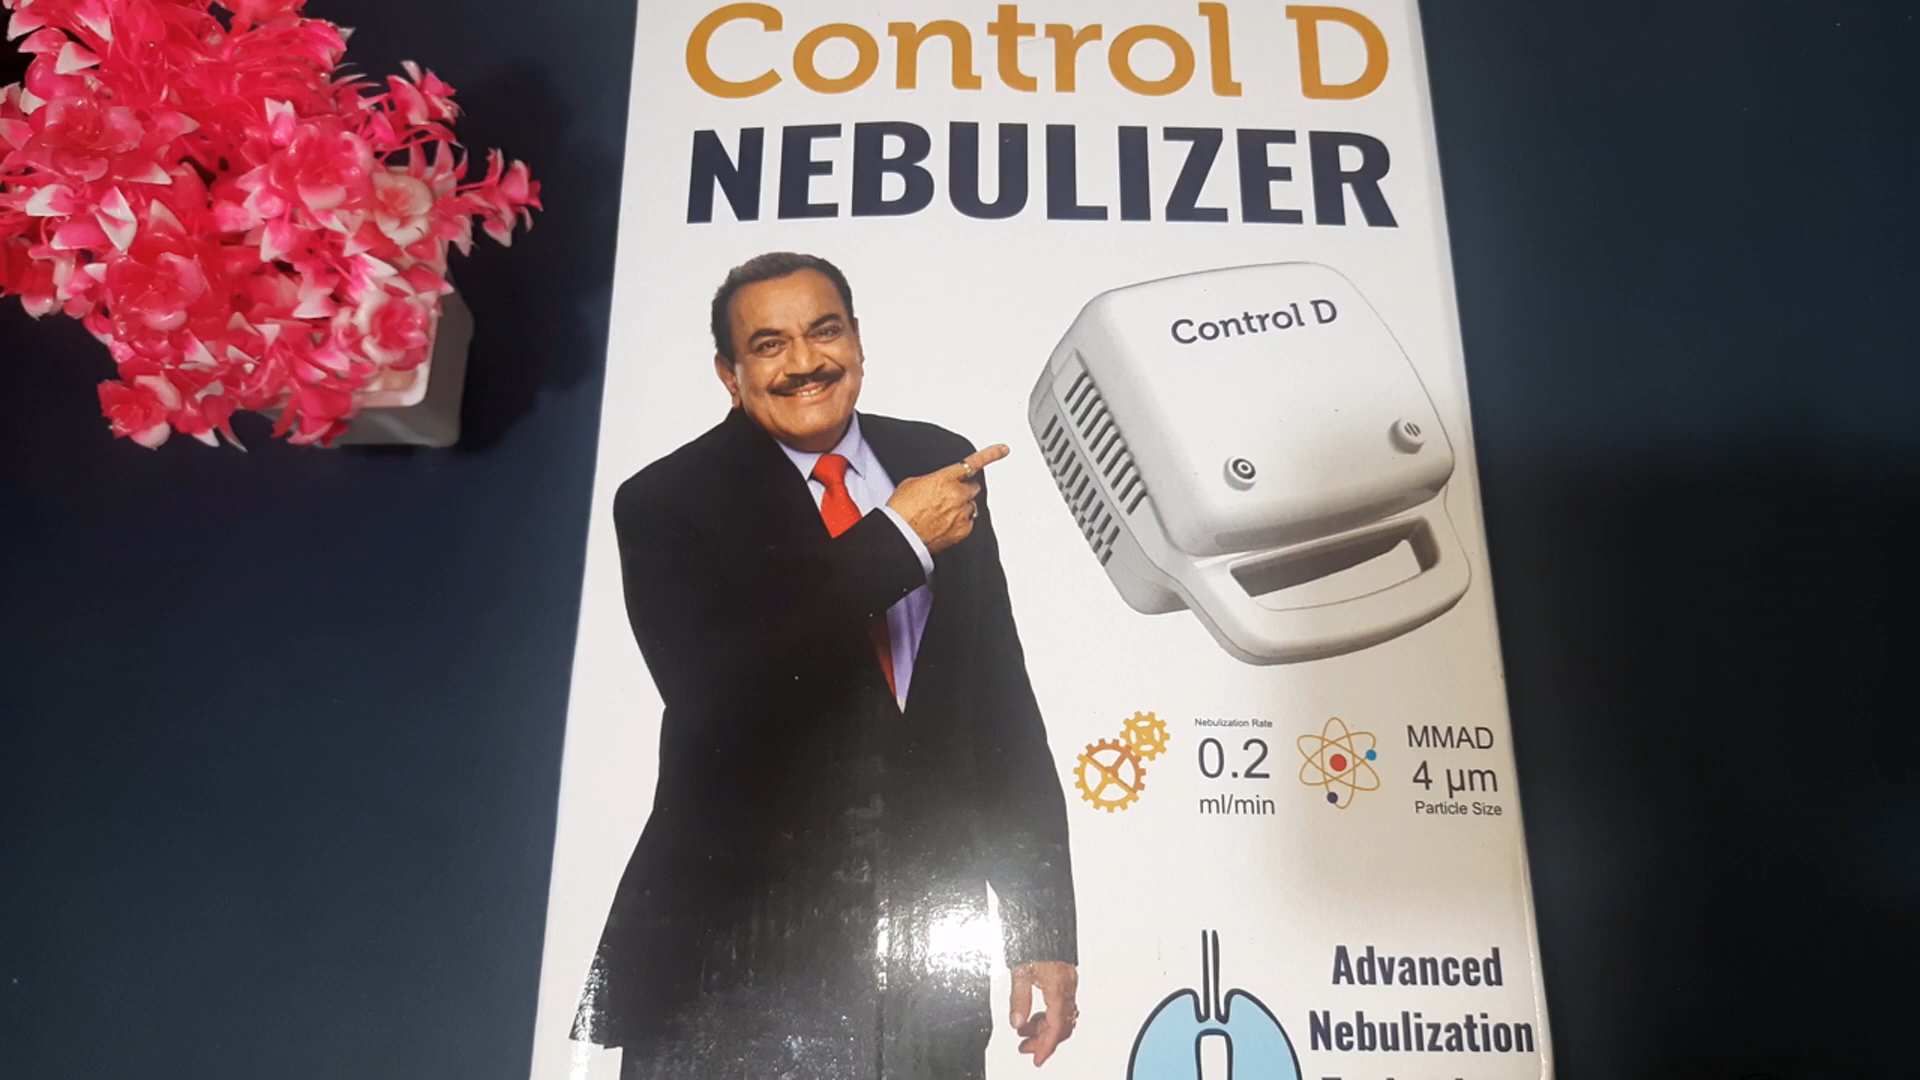 Control D
NEBULIZER
Control D
Nebulization Rate
0.2
ml/min
MMAD
4 µm
Particle Size
Advanced
Nebulization